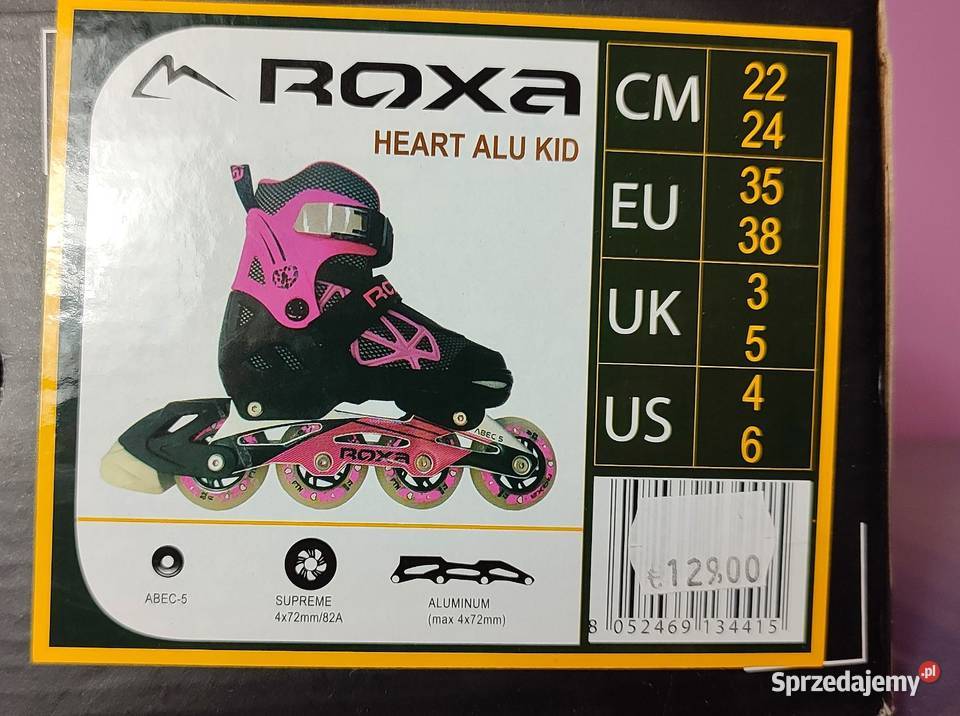 ROXA
HEART ALU KID
CM 22 24
EU 35 38
UK 3 5
US 4 6
RO
ABEC 5
ROXA
ABEC-5
SUPREME
4x72mm/82A
ALUMINUM
(max 4x72mm)
€129,00
8 052469 134415
Sprzedajemy.pl